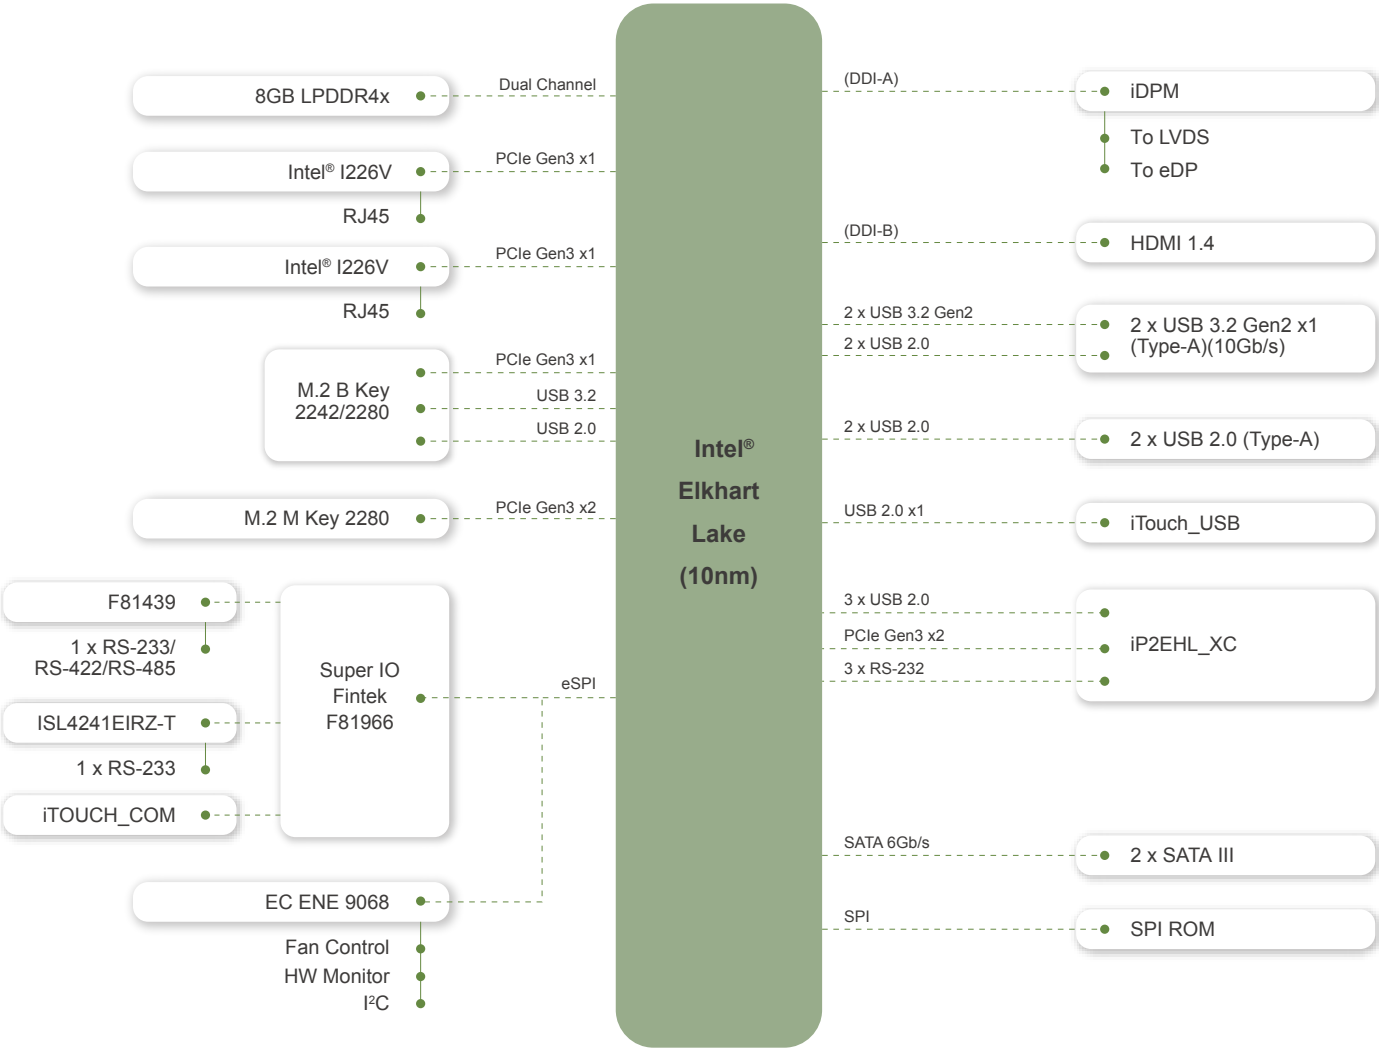 Dual Channel
8GB LPDDR4x
PCIe Gen3 x1
Intel® I226V
RJ45
PCIe Gen3 x1
Intel® I226V
RJ45
PCIe Gen3 x1
USB 3.2
USB 2.0
M.2 B Key
2242/2280
PCIe Gen3 x2
M.2 M Key 2280
F81439
1 x RS-233/
RS-422/RS-485
ISL4241EIRZ-T
1 x RS-233
iTOUCH_COM
Super IO
Fintek
F81966
eSPI
EC ENE 9068
Fan Control
HW Monitor
I²C
Intel®
Elkhart
Lake
(10nm)
(DDI-A)
iDPM
To LVDS
To eDP
(DDI-B)
HDMI 1.4
2 x USB 3.2 Gen2
2 x USB 2.0
2 x USB 3.2 Gen2 x1
(Type-A)(10Gb/s)
2 x USB 2.0
2 x USB 2.0 (Type-A)
USB 2.0 x1
iTouch_USB
3 x USB 2.0
PCIe Gen3 x2
3 x RS-232
iP2EHL_XC
SATA 6Gb/s
2 x SATA III
SPI
SPI ROM